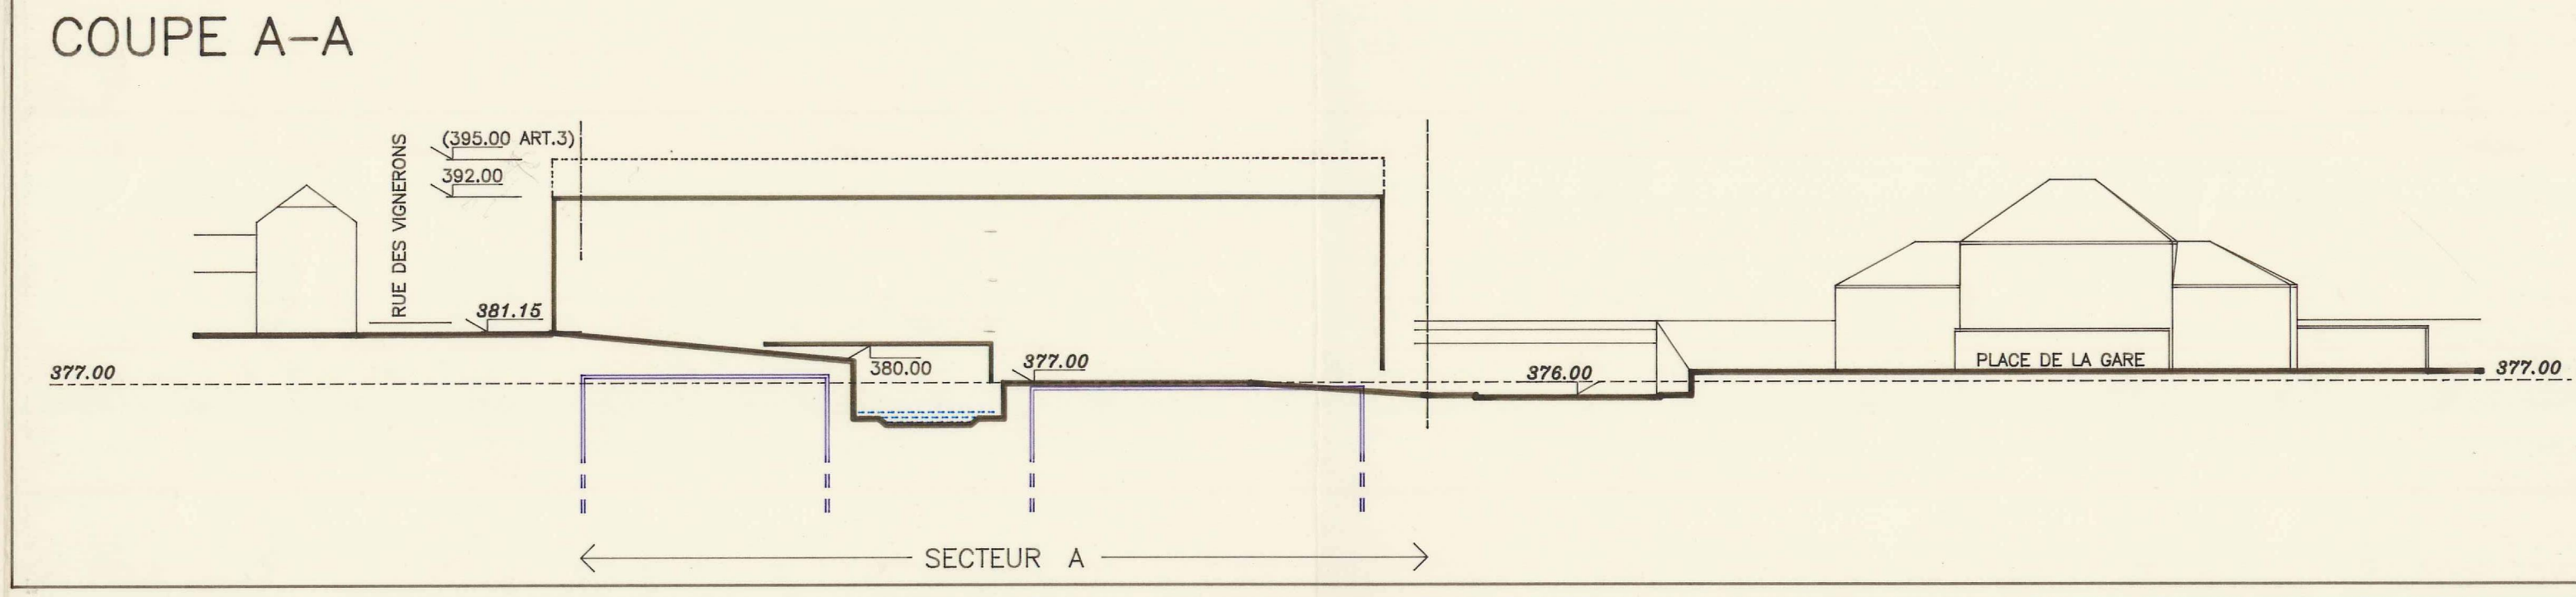 COUPE A-A
RUE DES VIGNERONS
(395.00 ART.3)
392.00
381.15
377.00
380.00
377.00
376.00
PLACE DE LA GARE
377.00
SECTEUR A